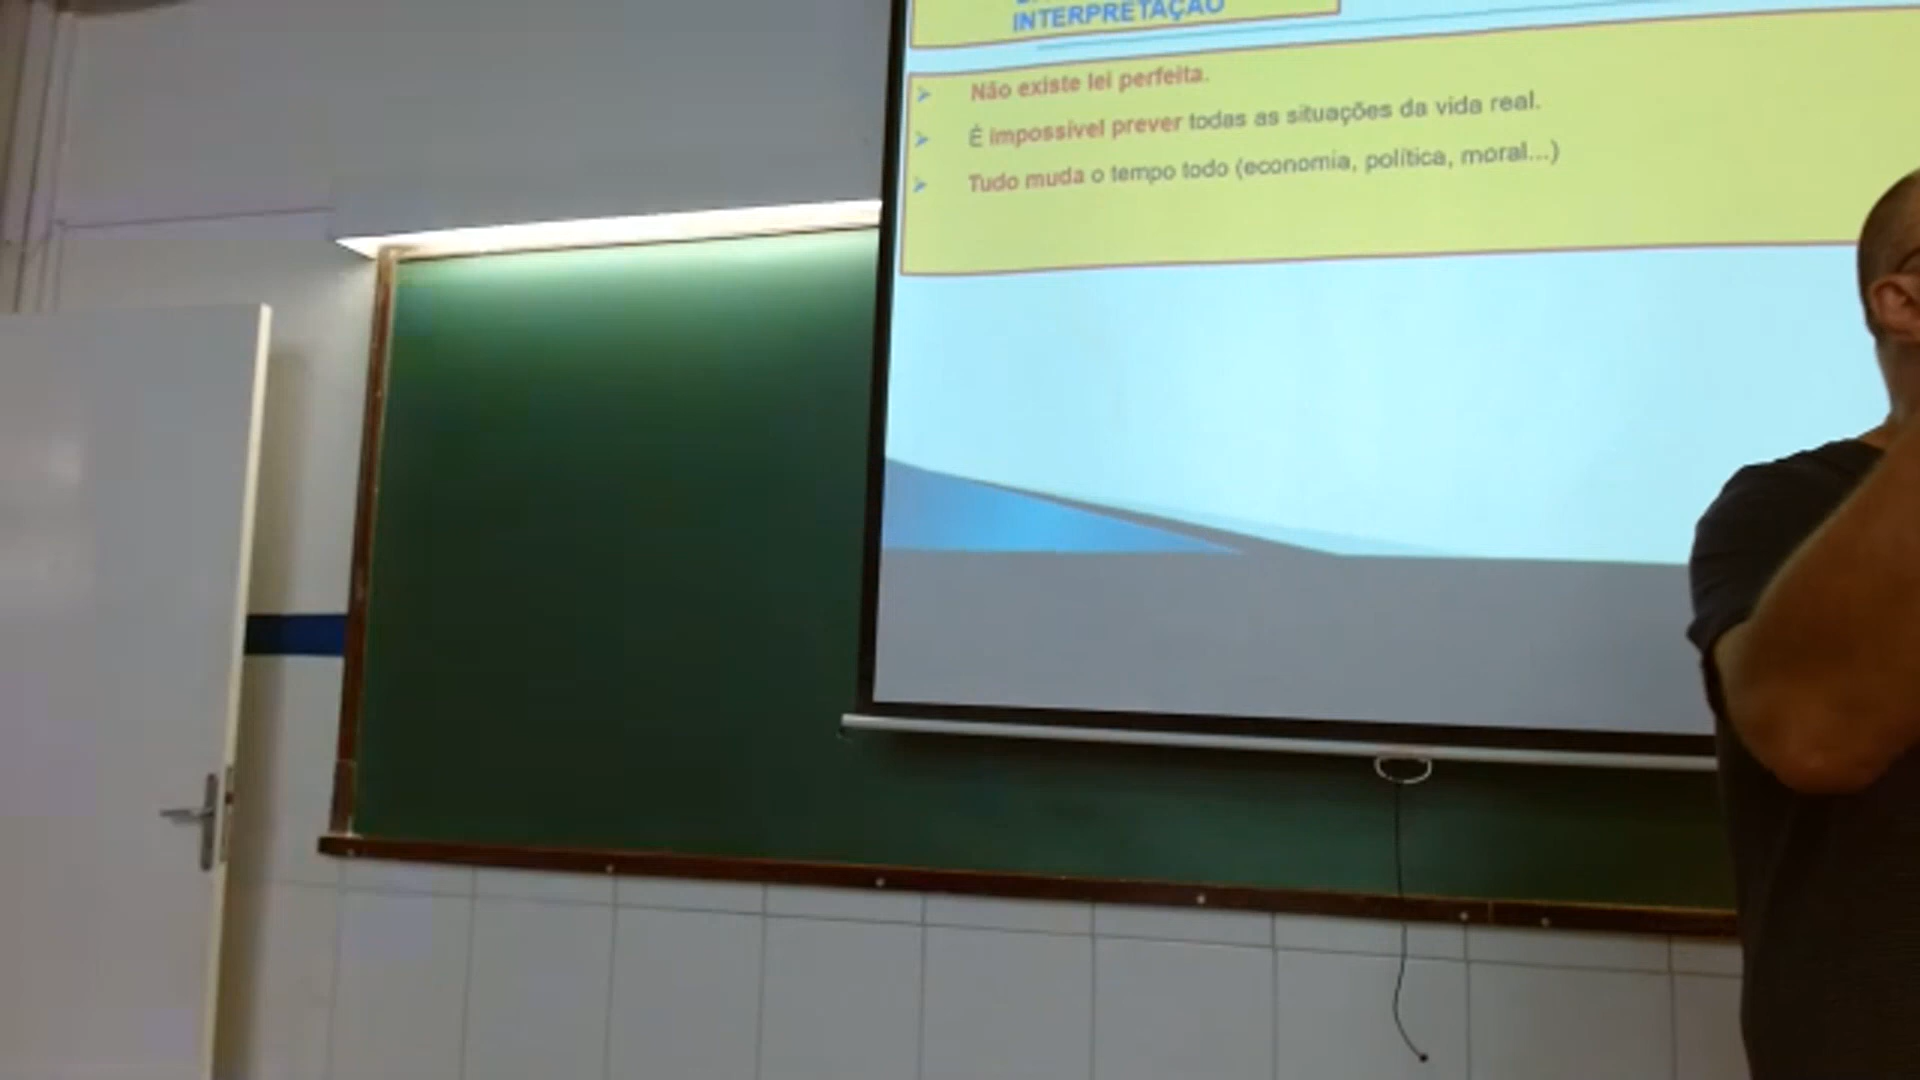 INTERPRETAÇÃO
Não existe lei perfeita.
É impossível prever todas as situações da vida real.
Tudo muda o tempo todo (economia, política, moral...)